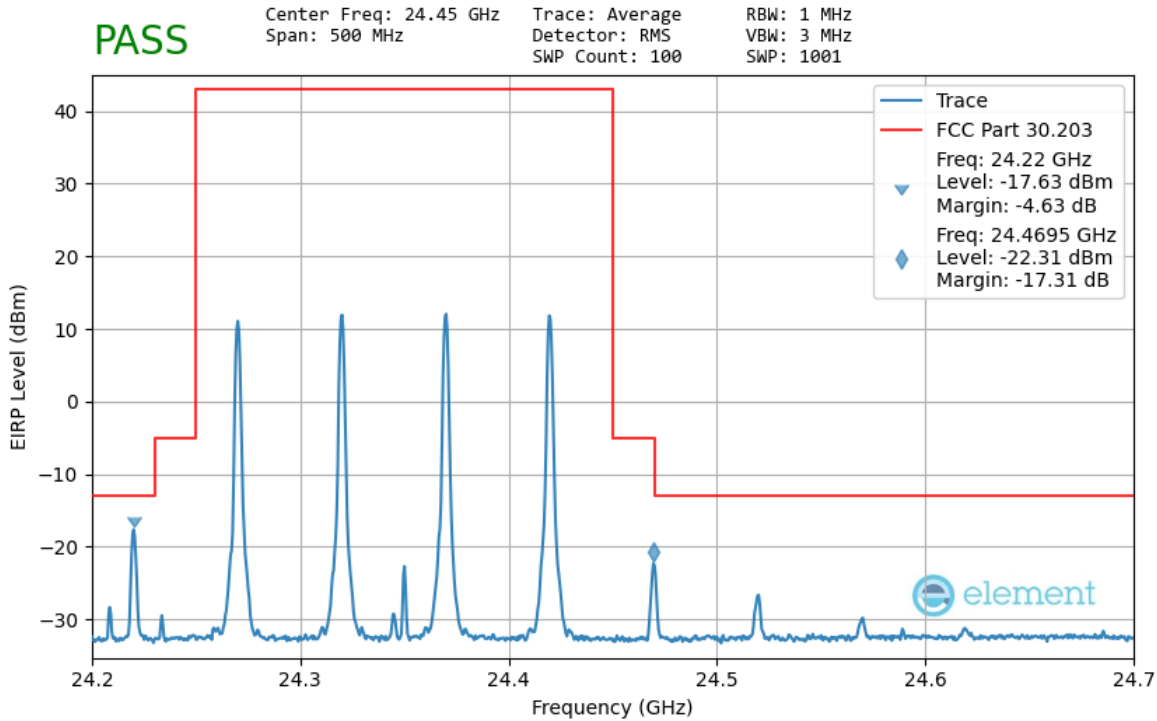 PASS
Center Freq: 24.45 GHz
Span: 500 MHz
Trace: Average
Detector: RMS
SWP Count: 100
RBW: 1 MHz
VBW: 3 MHz
SWP: 1001
Trace
FCC Part 30.203
Freq: 24.22 GHz
Level: -17.63 dBm
Margin: -4.63 dB
Freq: 24.4695 GHz
Level: -22.31 dBm
Margin: -17.31 dB
EIRP Level (dBm)
40
30
20
10
0
−10
−20
−30
element
24.2
24.3
24.4
24.5
24.6
24.7
Frequency (GHz)